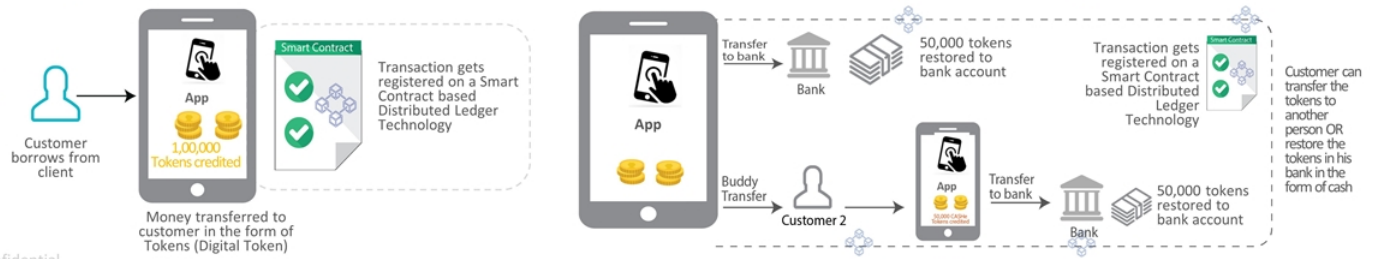 Customer
borrows from
client
App
1,00,000
Tokens credited
Money transferred to
customer in the form of
Tokens (Digital Token)
Smart Contract
Transaction gets
registered on a Smart
Contract based
Distributed Ledger
Technology
App
Transfer
to bank
Bank
50,000 tokens
restored to
bank account
Transaction gets
registered on a
Smart Contract
based Distributed
Ledger
Technology
Smart Contract
Customer can
transfer the
tokens to
another
person OR
restore the
tokens in his
bank in the
form of cash
Buddy
Transfer
Customer 2
App
50,000 CASHe
Tokens credited
Transfer
to bank
Bank
50,000 tokens
restored to
bank account